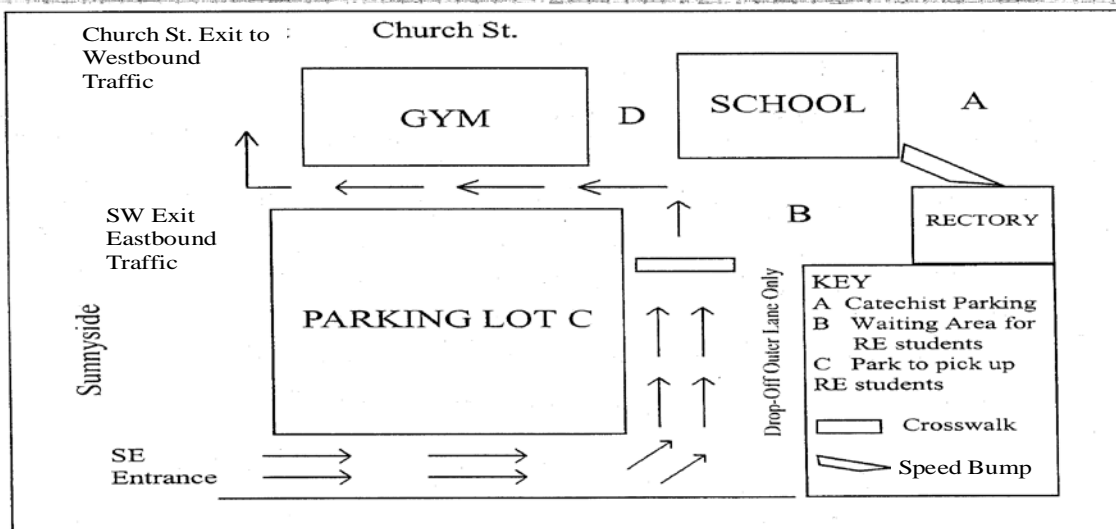 Church St. Exit to :
Westbound
Traffic
Church St.
GYM
D
SCHOOL
A
SW Exit
Eastbound
Traffic
B
RECTORY
Sunnyside
PARKING LOT C
Drop-Off Outer Lane Only
KEY
A Catechist Parking
B Waiting Area for
RE students
C Park to pick up
RE students
Crosswalk
Speed Bump
SE
Entrance